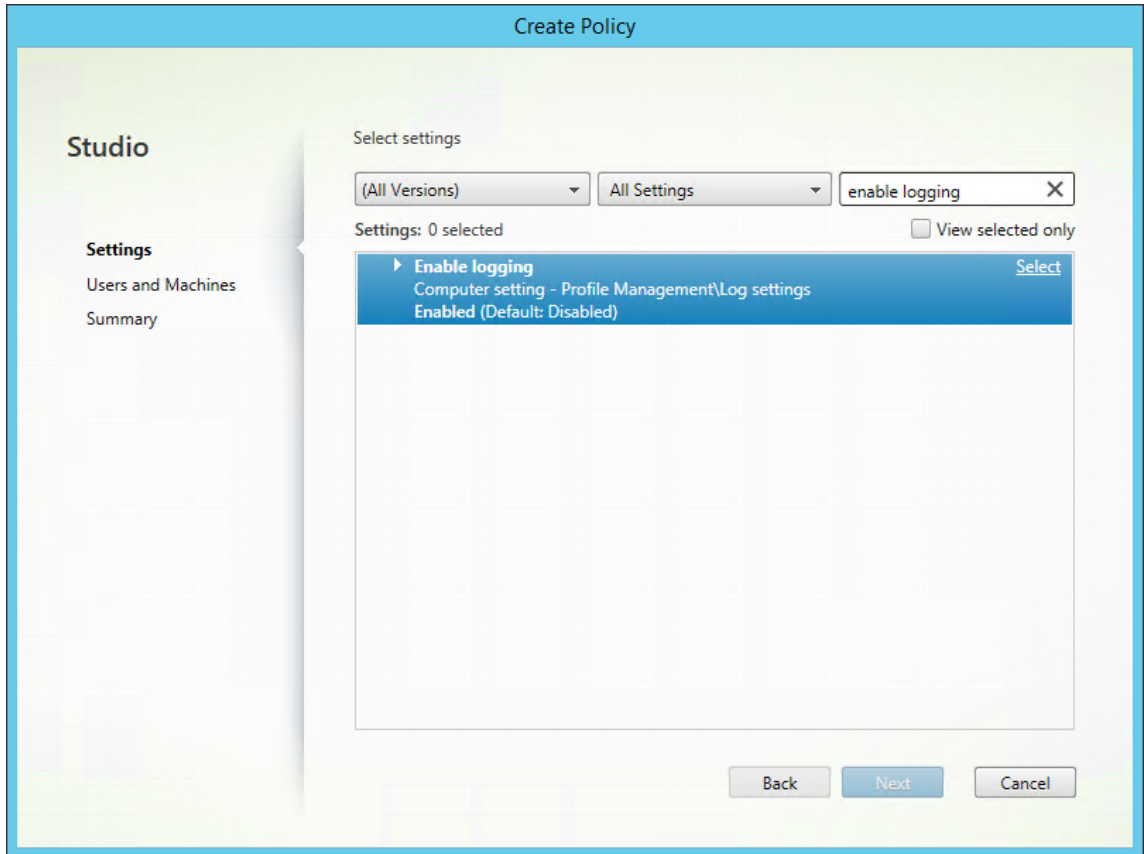 Create Policy
Studio
Settings
Users and Machines
Summary
Select settings
(All Versions)
All Settings
enable logging
Settings: 0 selected
View selected only
Enable logging
Select
Computer setting - Profile Management\Log settings
Enabled (Default: Disabled)
Back
Next
Cancel